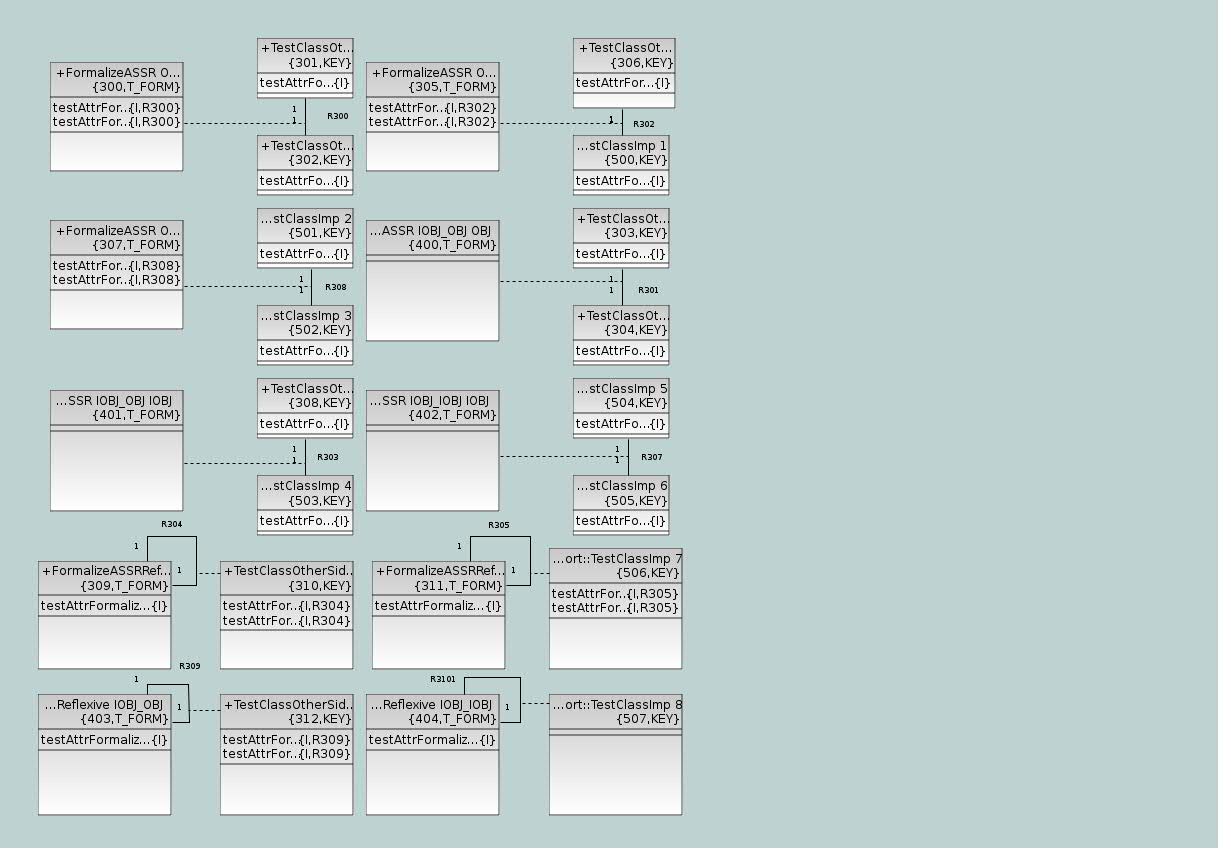 +TestClassOt...
{301,KEY}
testAttrFo...{I}
+TestClassOt...
{306,KEY}
testAttrFor...{I}
+FormalizeASSR O...
{300,T_FORM}
testAttrFor...{I,R300}
testAttrFor...{I,R300}
+FormalizeASSR O...
{305,T_FORM}
testAttrFor...{I,R302}
testAttrFor...{I,R302}
1
1
R300
1
R302
+TestClassOt...
{302,KEY}
testAttrFo...{I}
...stClassImp 1
{500,KEY}
testAttrFo...{I}
+FormalizeASSR O...
{307,T_FORM}
testAttrFor...{I,R308}
testAttrFor...{I,R308}
...stClassImp 2
{501,KEY}
testAttrFo...{I}
...ASSR IOBJ_OBJ OBJ
{400,T_FORM}
+TestClassOt...
{303,KEY}
testAttrFo...{I}
1
1
R308
1
1
R301
...stClassImp 3
{502,KEY}
testAttrFo...{I}
+TestClassOt...
{304,KEY}
testAttrFo...{I}
...SSR IOBJ_OBJ IOBJ
{401,T_FORM}
+TestClassOt...
{308,KEY}
testAttrFo...{I}
...SSR IOBJ_IOBJ IOBJ
{402,T_FORM}
...stClassImp 5
{504,KEY}
testAttrFo...{I}
1
1
R303
1
1
R307
...stClassImp 4
{503,KEY}
testAttrFo...{I}
...stClassImp 6
{505,KEY}
testAttrFo...{I}
R304
1
1
R305
1
1
+FormalizeASSRRef...
{309,T_FORM}
testAttrFormaliz...{I}
+TestClassOtherSid...
{310,KEY}
testAttrFor...{I,R304}
testAttrFor...{I,R304}
+FormalizeASSRRef...
{311,T_FORM}
testAttrFormaliz...{I}
...ort::TestClassImp 7
{506,KEY}
testAttrFor...{I,R305}
testAttrFor...{I,R305}
R309
1
1
R3101
1
...Reflexive IOBJ_OBJ
{403,T_FORM}
testAttrFormaliz...{I}
+TestClassOtherSid...
{312,KEY}
testAttrFor...{I,R309}
testAttrFor...{I,R309}
...Reflexive IOBJ_IOBJ
{404,T_FORM}
testAttrFormaliz...{I}
...ort::TestClassImp 8
{507,KEY}